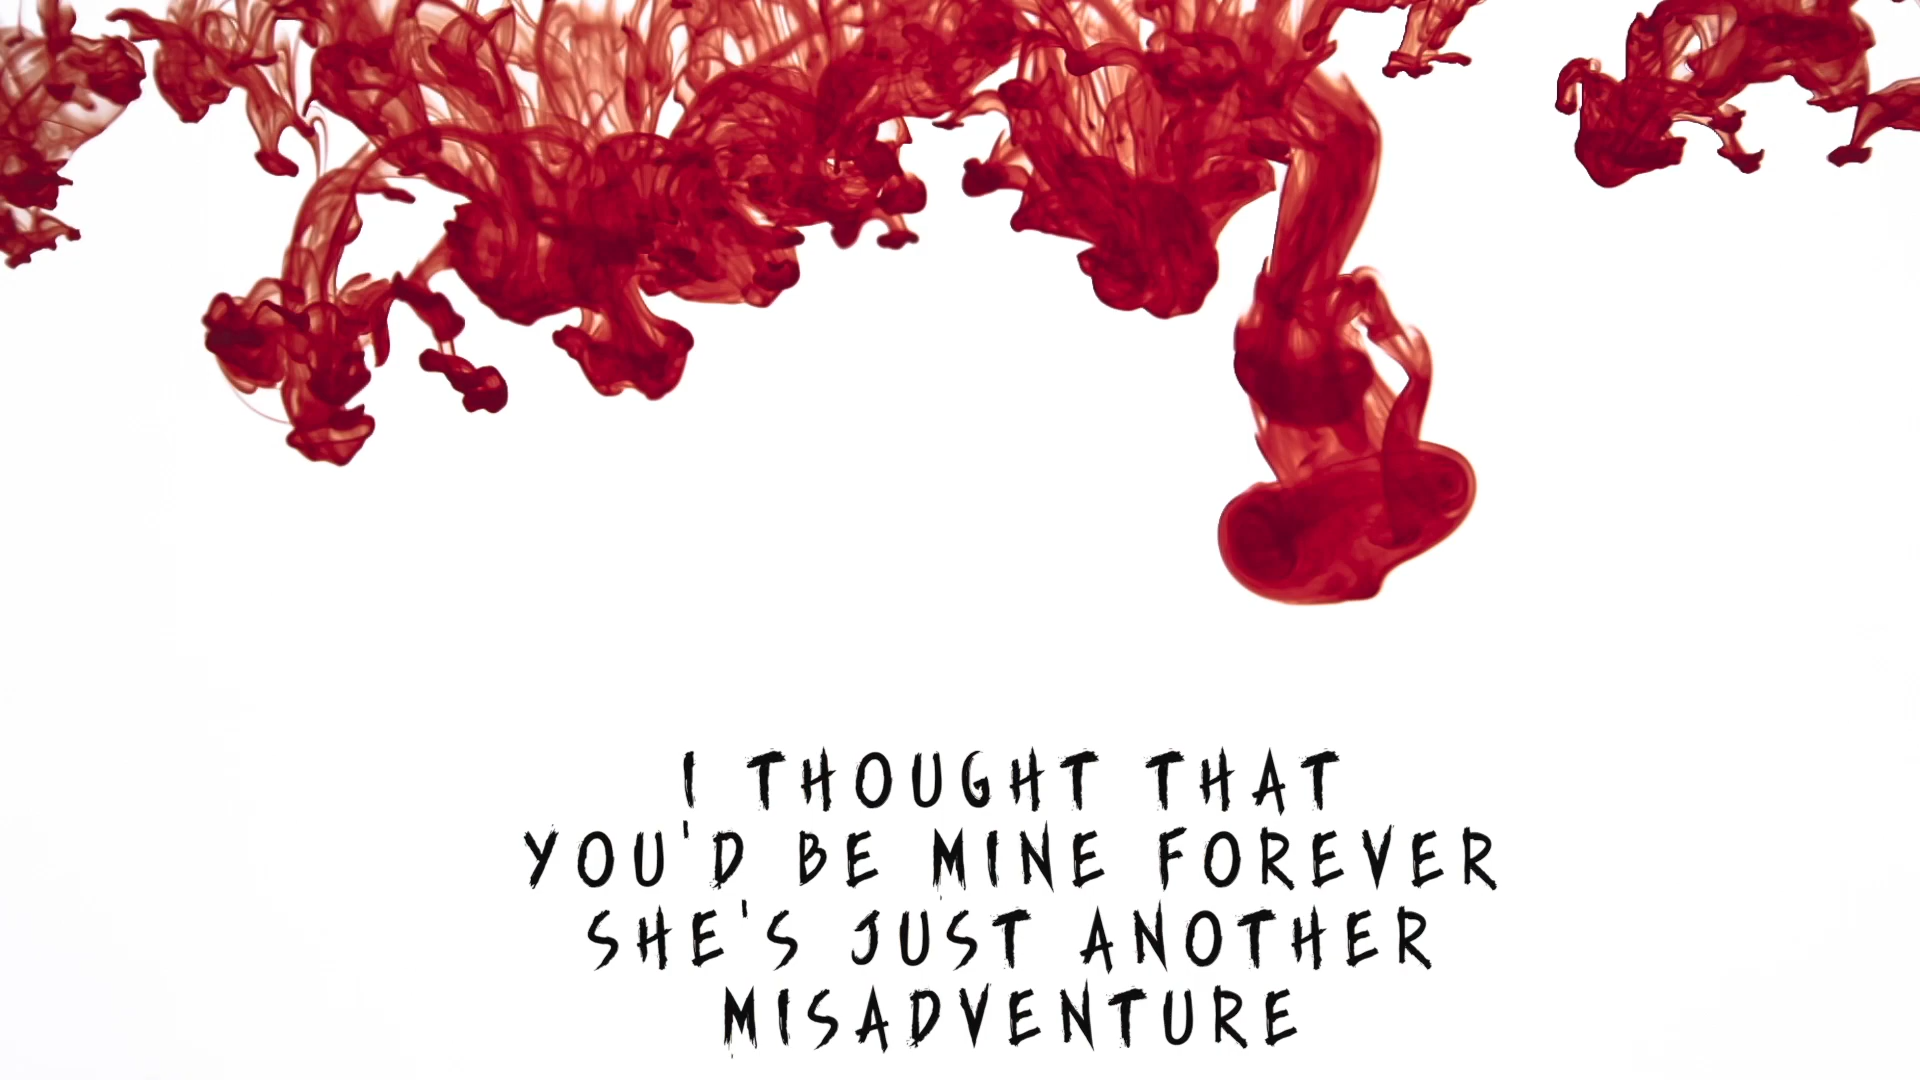 I THOUGHT THAT
YOU'D BE MINE FOREVER
SHE'S JUST ANOTHER
MISADVENTURE